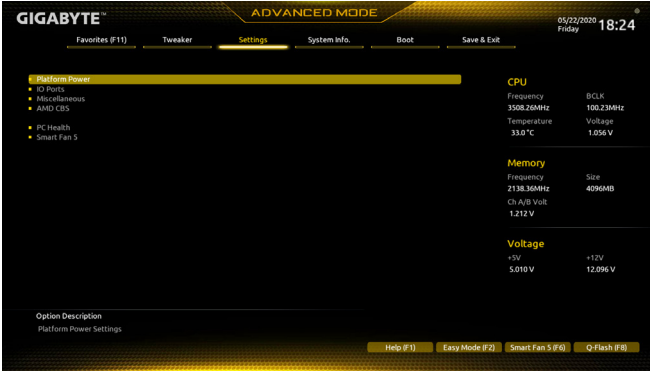 GIGABYTE™
ADVANCED MODE
05/22/2020 Friday 18:24
Favorites (F11) Tweaker Settings System Info. Boot Save & Exit
Platform Power
IO Ports
Miscellaneous
AMD CBS
PC Health
Smart Fan 5
CPU
Frequency BCLK
3508.26MHz 100.23MHz
Temperature Voltage
33.0 °C 1.056 V
Memory
Frequency Size
2138.36MHz 4096MB
Ch A/B Volt
1.212 V
Voltage
+5V +12V
5.010 V 12.096 V
Option Description
Platform Power Settings
Help (F1) Easy Mode (F2) Smart Fan 5 (F6) Q-Flash (F8)